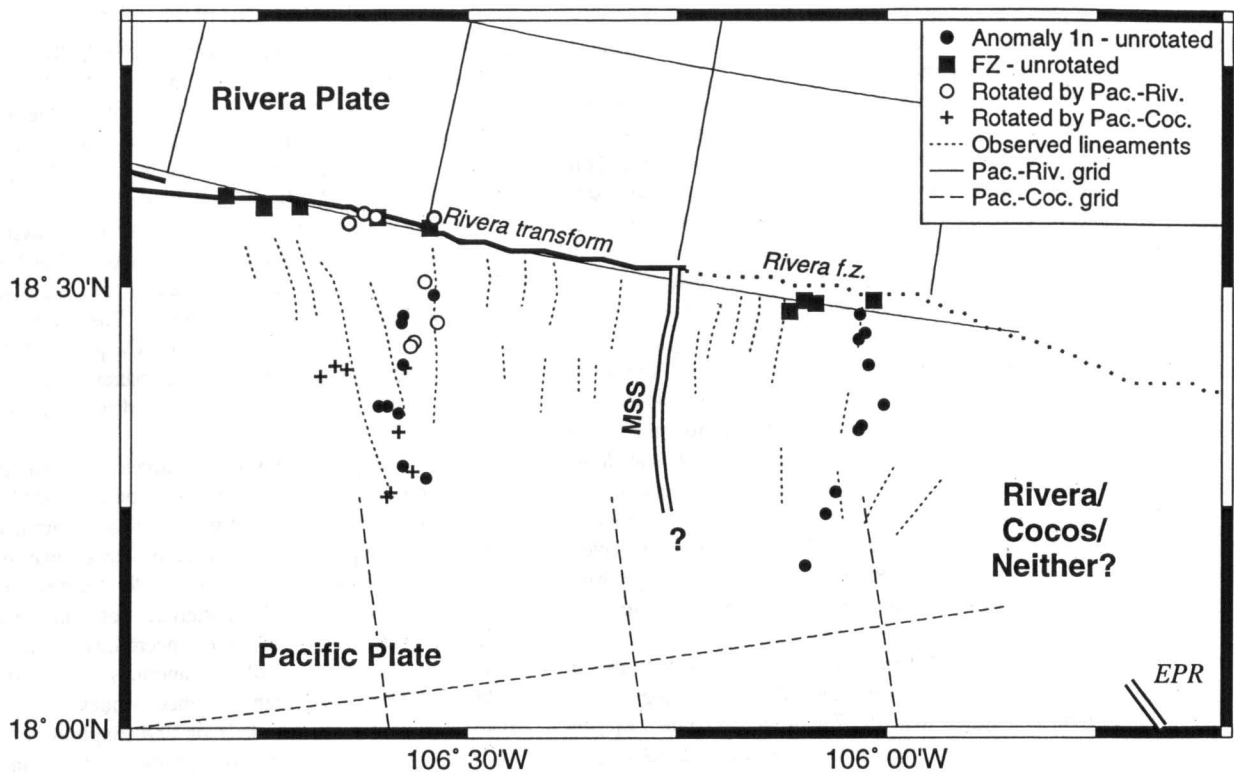 Rivera Plate
Anomaly 1n - unrotated
FZ - unrotated
Rotated by Pac.-Riv.
Rotated by Pac.-Coc.
Observed lineaments
Pac.-Riv. grid
Pac.-Coc. grid
Rivera transform
Rivera f.z.
18° 30'N
MSS
?
Rivera/
Cocos/
Neither?
Pacific Plate
EPR
18° 00'N
106° 30'W
106° 00'W